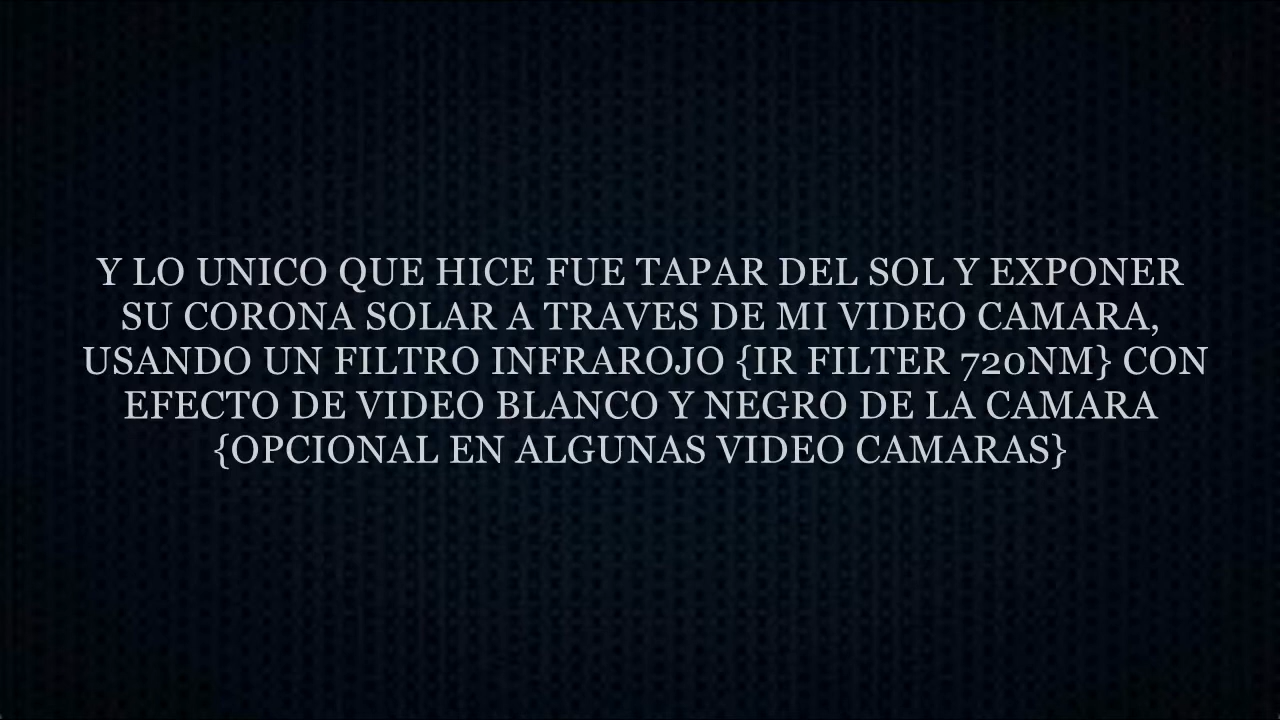 Y LO UNICO QUE HICE FUE TAPAR DEL SOL Y EXPONER
SU CORONA SOLAR A TRAVES DE MI VIDEO CAMARA,
USANDO UN FILTRO INFRAROJO {IR FILTER 720NM} CON
EFECTO DE VIDEO BLANCO Y NEGRO DE LA CAMARA
{OPCIONAL EN ALGUNAS VIDEO CAMARAS}